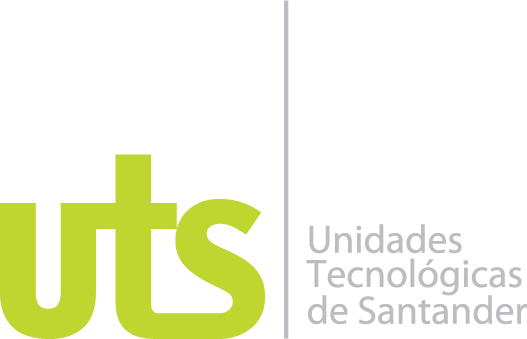 uts
Unidades
Tecnológicas
de Santander